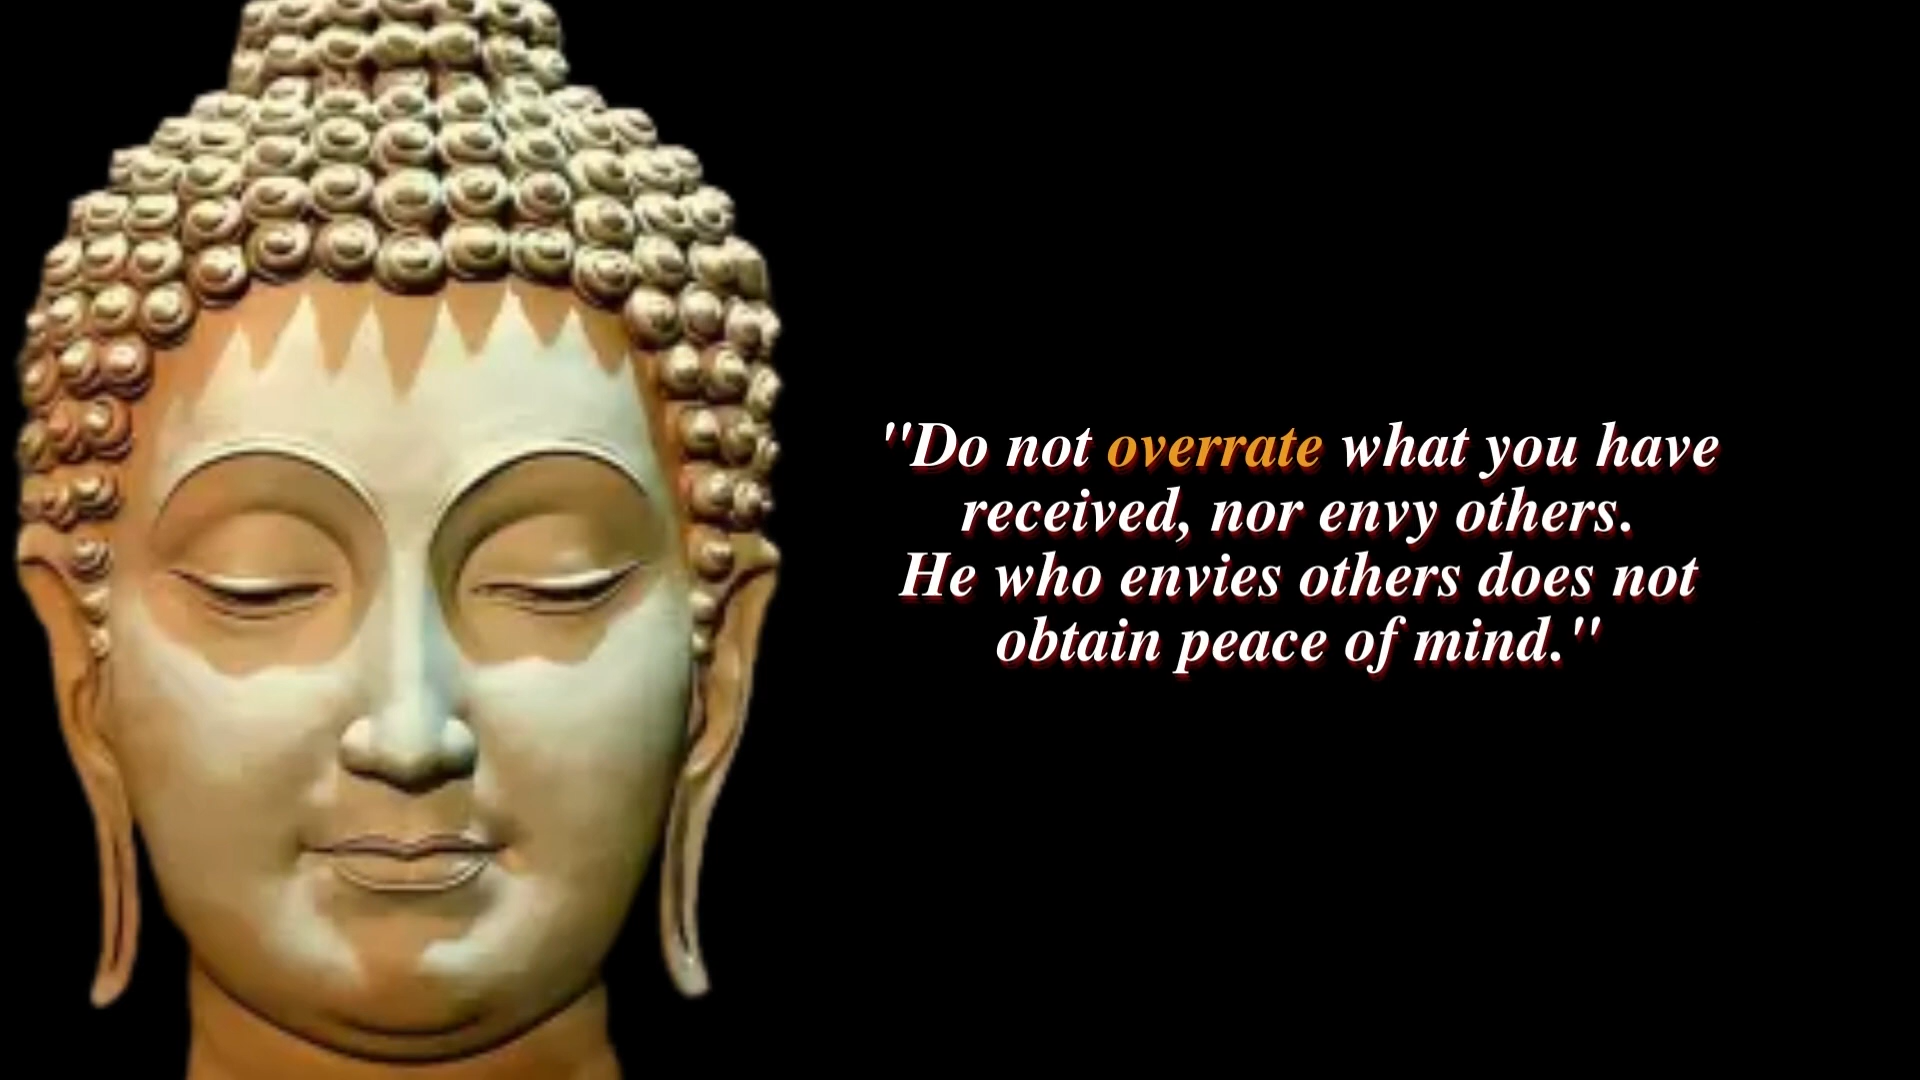 "Do not overrate what you have
received, nor envy others.
He who envies others does not
obtain peace of mind."